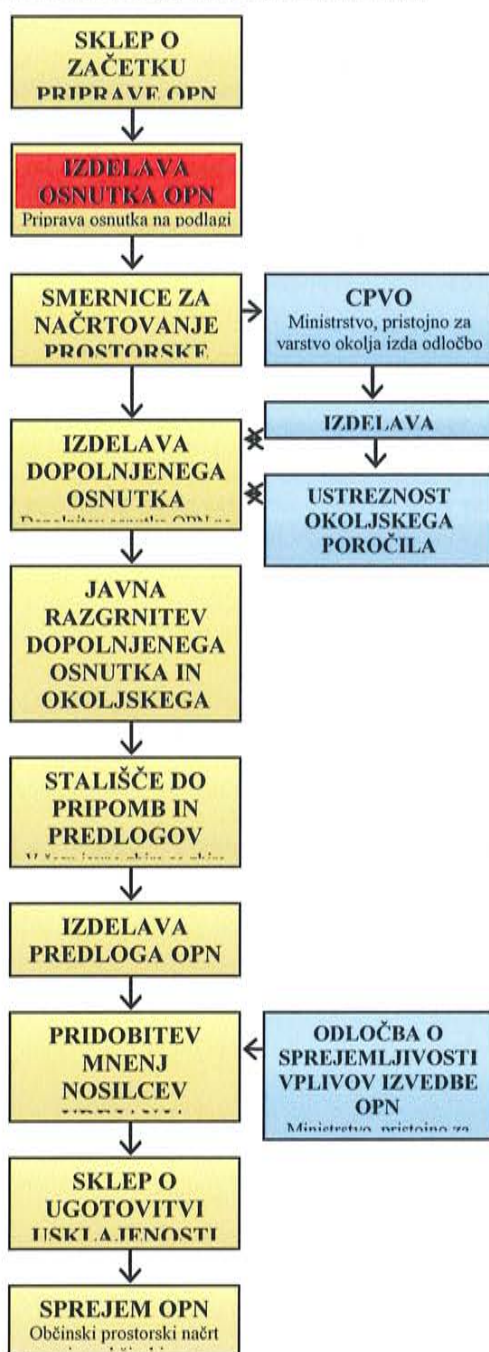 SKLEP O
ZAČETKU
PRIPRAVE OPN
IZDELAVA
OSNUTKA OPN
Priprava osnutka na podlagi
SMERNICE ZA
NAČRTOVANJE
PROSTORSKE
CPVO
Ministrstvo, pristojno za
varstvo okolja izda odločbo
IZDELAVA
IZDELAVA
DOPOLNJENEGA
OSNUTKA
USTREZNOST
OKOLJSKEGA
POROČILA
JAVNA
RAZGRNITEV
DOPOLNJENEGA
OSNUTKA IN
OKOLJSKEGA
STALIŠČE DO
PRIPOMB IN
PREDLOGOV
IZDELAVA
PREDLOGA OPN
PRIDOBITEV
MNENJ
NOSILCEV
ODLOČBA O
SPREJEMLJIVOSTI
VPLIVOV IZVEDBE
OPN
Ministrstvo, pristojno za
SKLEP O
UGOTOVITVI
USKLAJENOSTI
SPREJEM OPN
Občinski prostorski načrt